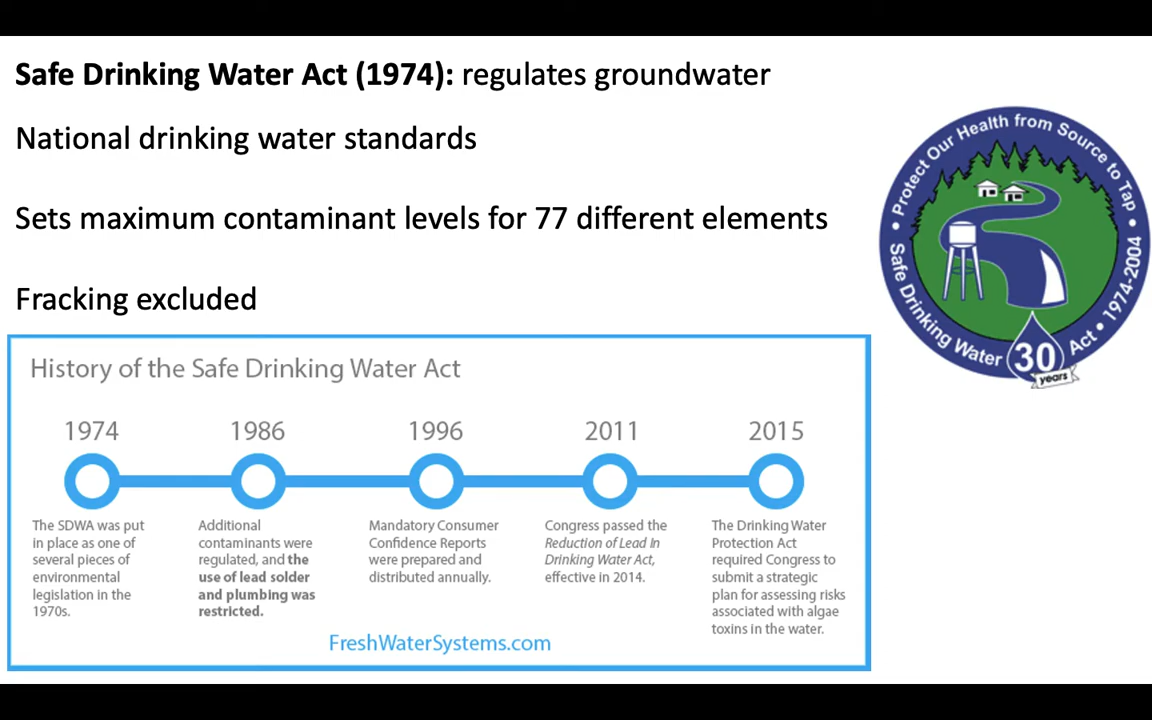 Safe Drinking Water Act (1974): regulates groundwater
National drinking water standards
Sets maximum contaminant levels for 77 different elements
Fracking excluded
• Protect Our Health from Source to Tap •
Safe Drinking Water Act • 1974-2004
30
years
History of the Safe Drinking Water Act
1974
The SDWA was put
in place as one of
several pieces of
environmental
legislation in the
1970s.
1986
Additional
contaminants were
regulated, and the
use of lead solder
and plumbing was
restricted.
1996
Mandatory Consumer
Confidence Reports
were prepared and
distributed annually.
2011
Congress passed the
Reduction of Lead In
Drinking Water Act,
effective in 2014.
2015
The Drinking Water
Protection Act
required Congress to
submit a strategic
plan for assessing risks
associated with algae
toxins in the water.
FreshWaterSystems.com